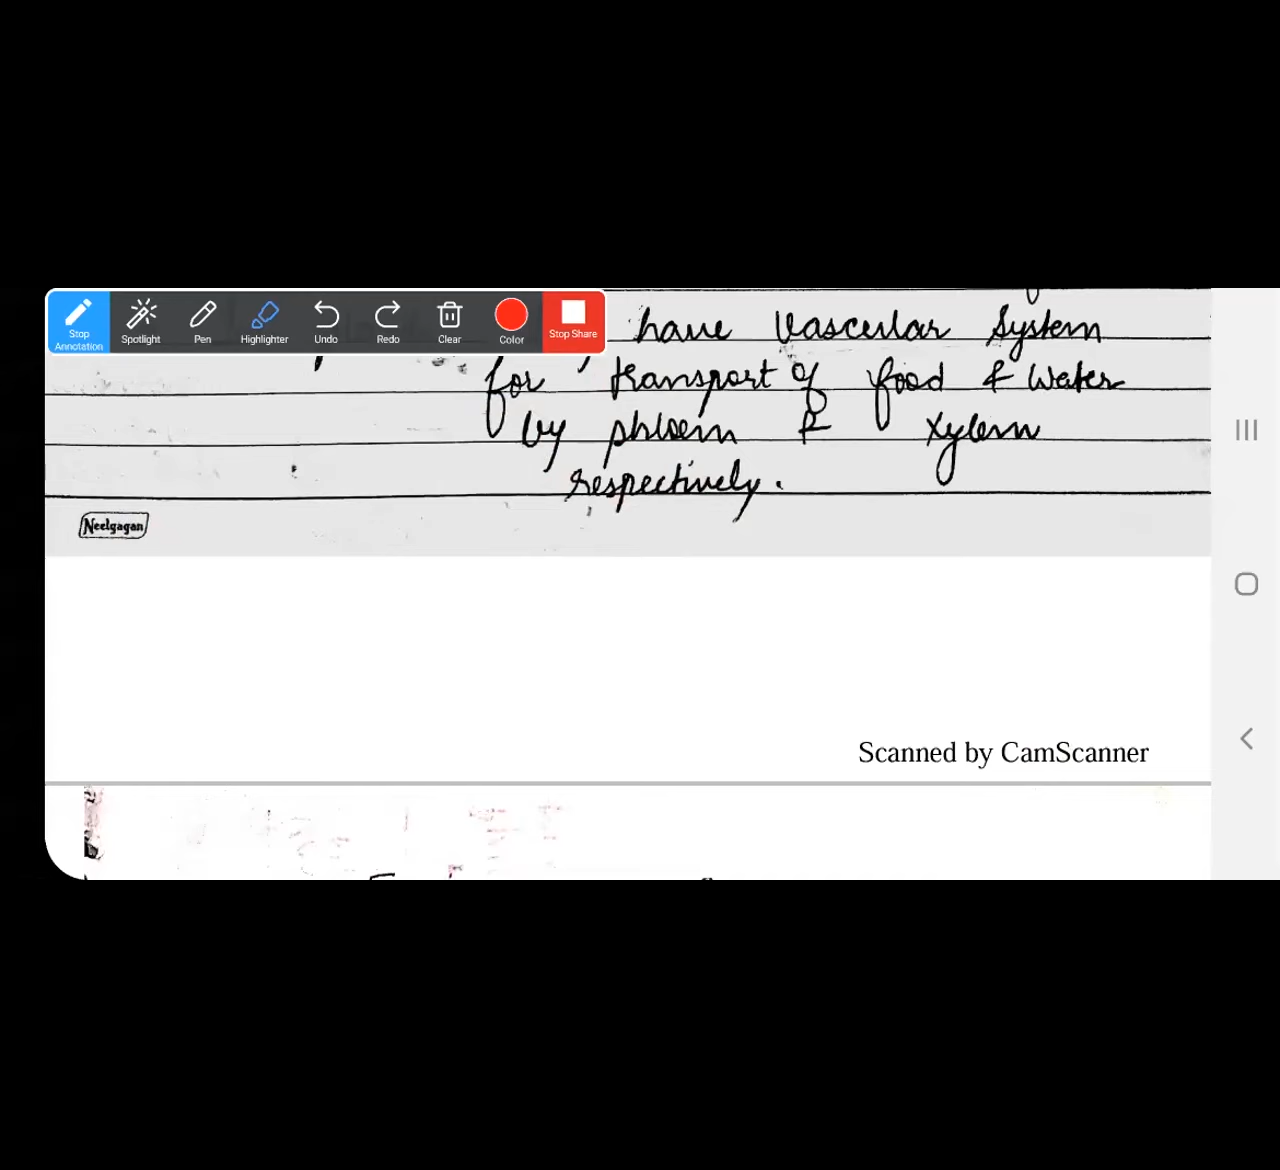 Stop Annotation
Spotlight
Pen
Highlighter
Undo
Redo
Clear
Color
Stop Share
have Vascular System
for transport of food & Water
by phloem & Xylem
respectively.
Neelgagan
Scanned by CamScanner